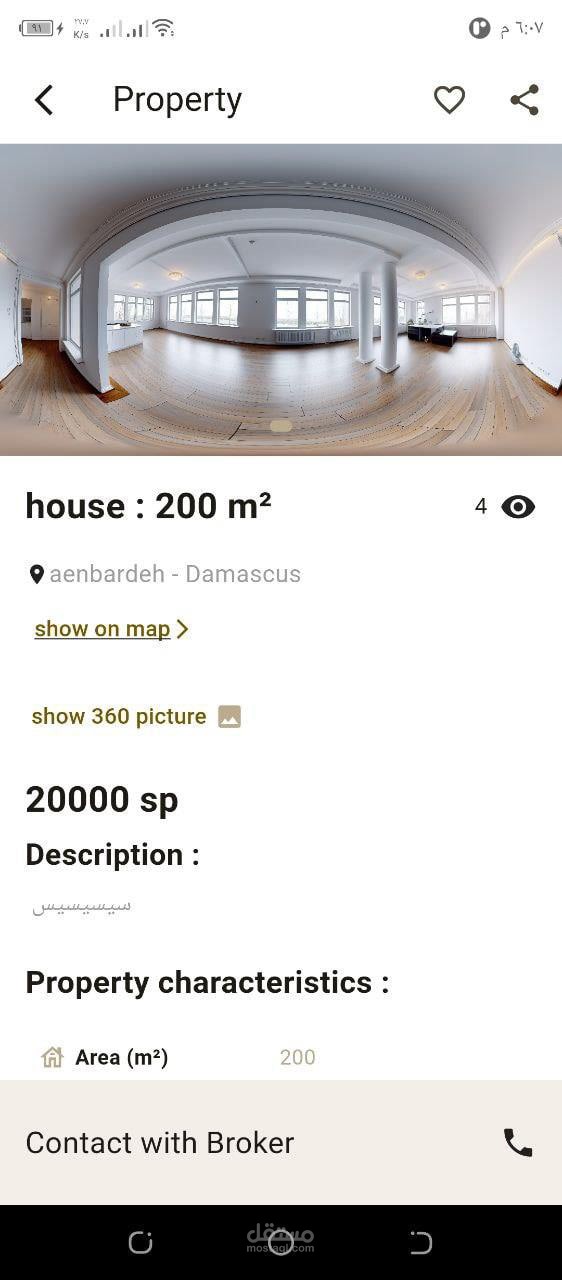 ٩١
٢٧٫٧
K/s
٦:٠٧ م
Property
house : 200 m²
4
aenbardeh - Damascus
show on map
show 360 picture
20000 sp
Description :
سيسيسيس
Property characteristics :
Area (m²) 200
Contact with Broker
مستقل
mostaql.com